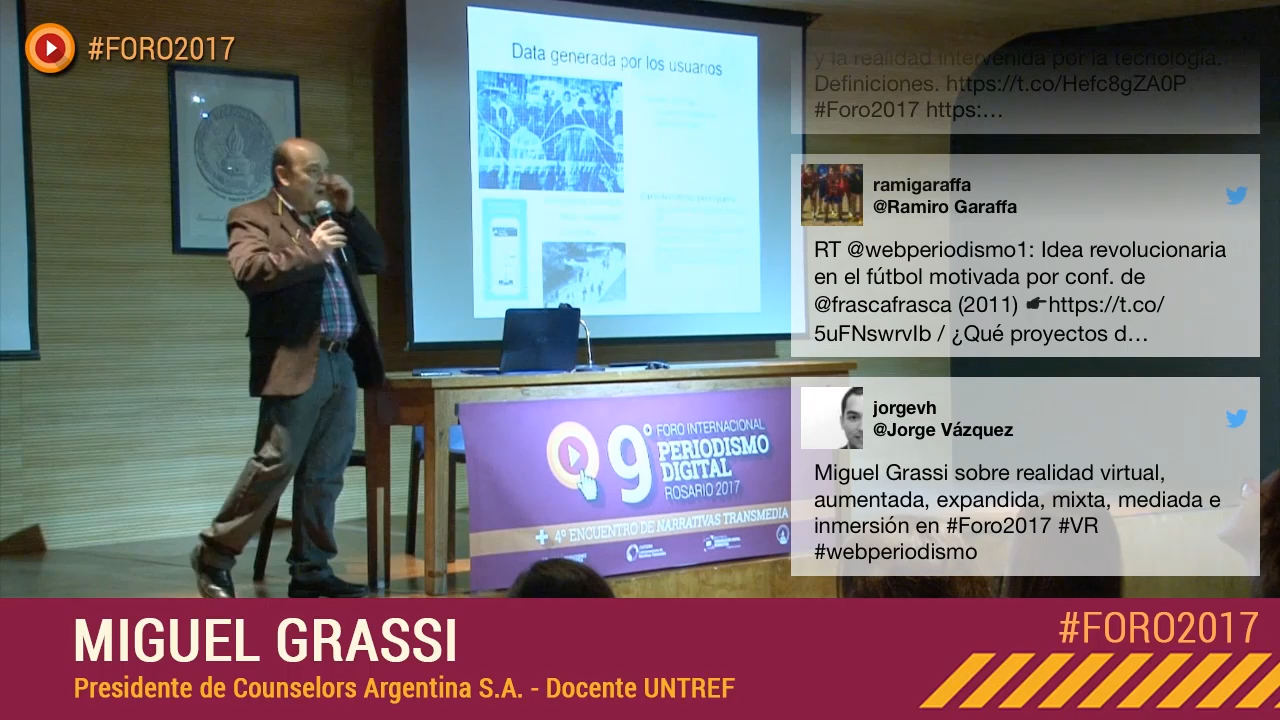 #FORO2017
Data generada por los usuarios
y la realidad intervenida por la tecnología.
Definiciones. https://t.co/Hefc8gZA0P
#Foro2017 https:…
ramigaraffa
@Ramiro Garaffa
RT @webperiodismo1: Idea revolucionaria
en el fútbol motivada por conf. de
@frascafrasca (2011) ☛https://t.co/
5uFNswrvIb / ¿Qué proyectos d…
jorgevh
@Jorge Vázquez
Miguel Grassi sobre realidad virtual,
aumentada, expandida, mixta, mediada e
inmersión en #Foro2017 #VR
#webperiodismo
9° FORO INTERNACIONAL
PERIODISMO
DIGITAL
ROSARIO 2017
+ 4º ENCUENTRO DE NARRATIVAS TRANSMEDIA
MIGUEL GRASSI
Presidente de Counselors Argentina S.A. - Docente UNTREF
#FORO2017